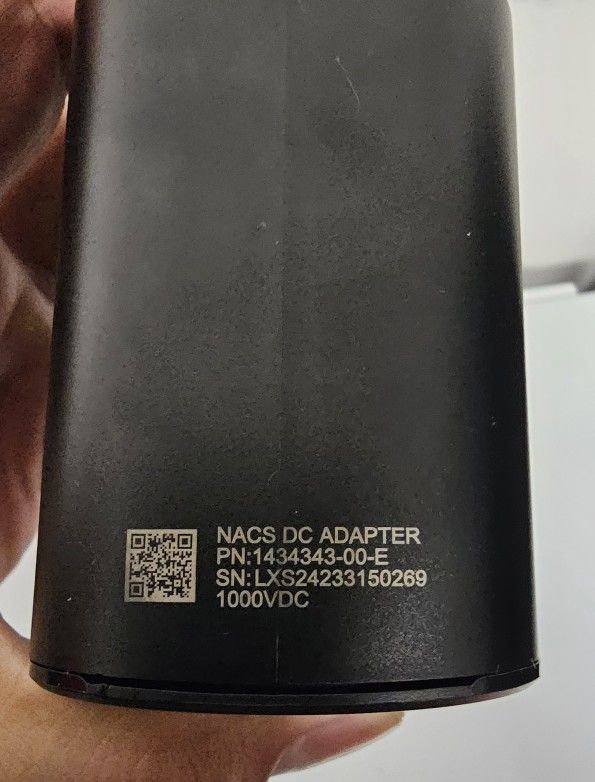 NACS DC ADAPTER
PN:1434343-00-E
SN:LXS24233150269
1000VDC